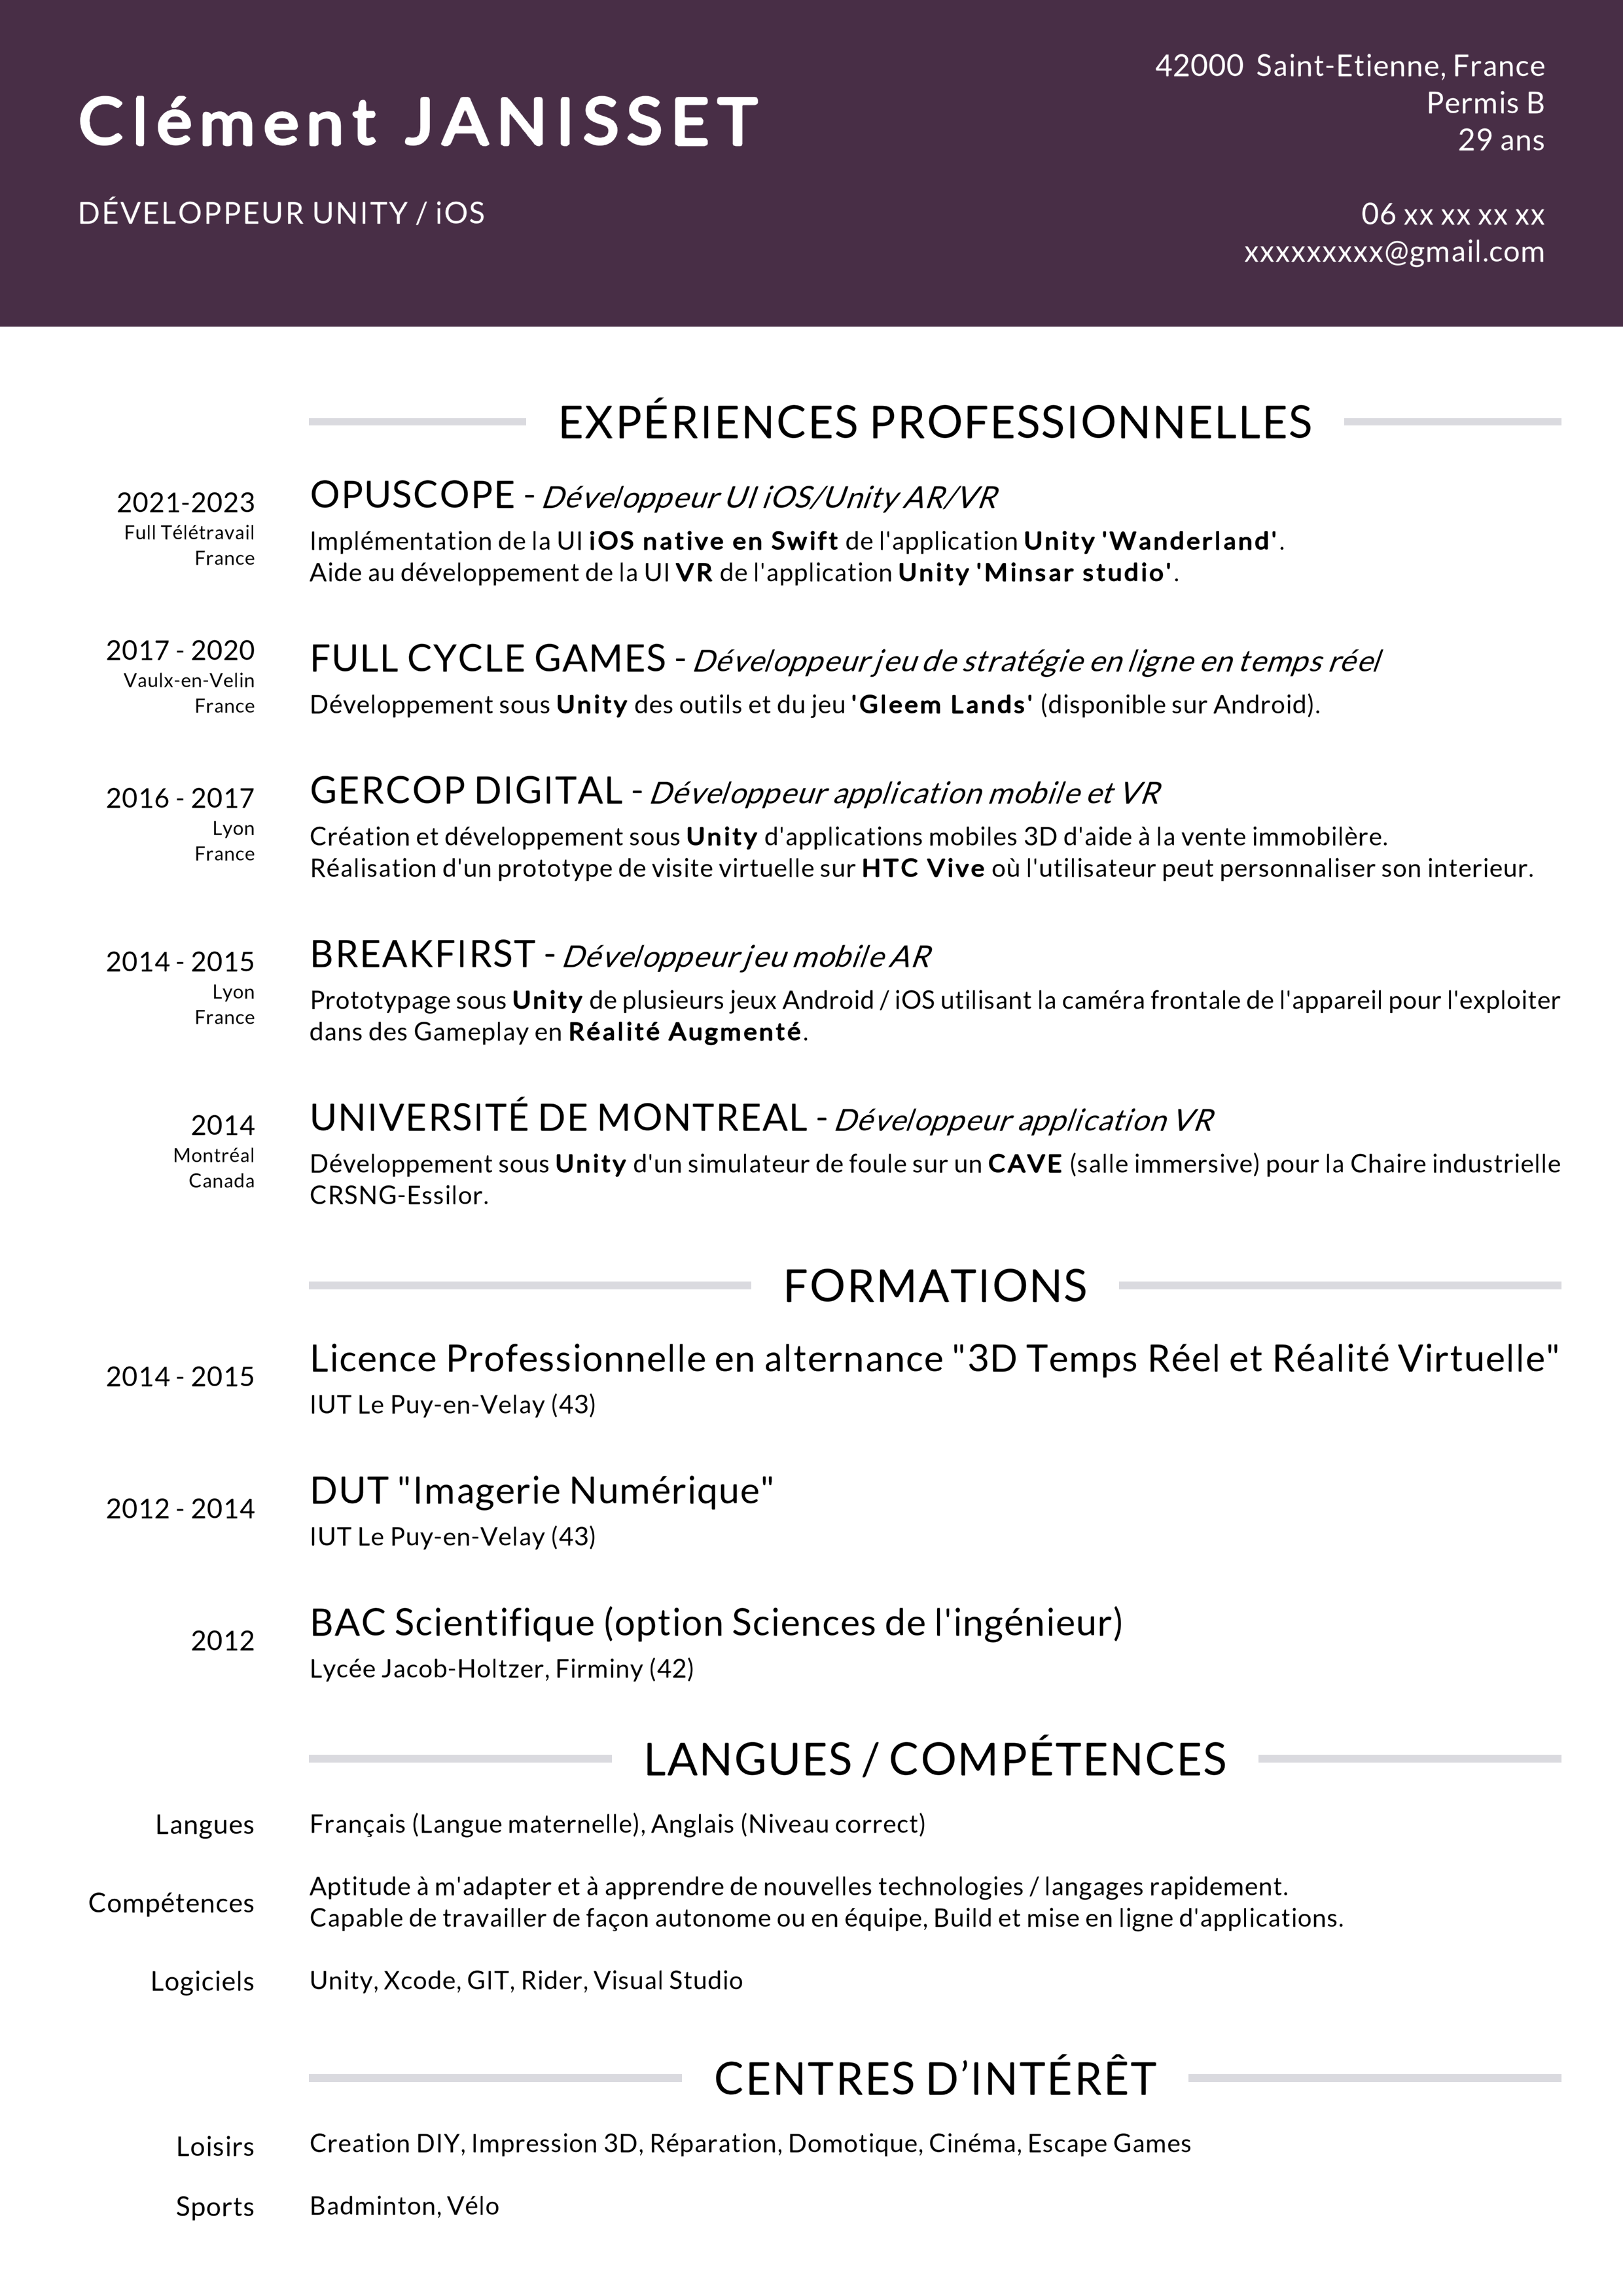 Clément JANISSET
DÉVELOPPEUR UNITY / iOS
42000 Saint-Etienne, France
Permis B
29 ans
06 xx xx xx xx
xxxxxxxxx@gmail.com
EXPÉRIENCES PROFESSIONNELLES
2021-2023
Full Télétravail
France
OPUSCOPE - Développeur UI iOS/Unity AR/VR
Implémentation de la UI iOS native en Swift de l'application Unity 'Wanderland'.
Aide au développement de la UI VR de l'application Unity 'Minsar studio'.
2017 - 2020
Vaulx-en-Velin
France
FULL CYCLE GAMES - Développeur jeu de stratégie en ligne en temps réel
Développement sous Unity des outils et du jeu 'Gleem Lands' (disponible sur Android).
2016 - 2017
Lyon
France
GERCOP DIGITAL - Développeur application mobile et VR
Création et développement sous Unity d'applications mobiles 3D d'aide à la vente immobilère.
Réalisation d'un prototype de visite virtuelle sur HTC Vive où l'utilisateur peut personnaliser son interieur.
2014 - 2015
Lyon
France
BREAKFIRST - Développeur jeu mobile AR
Prototypage sous Unity de plusieurs jeux Android / iOS utilisant la caméra frontale de l'appareil pour l'exploiter
dans des Gameplay en Réalité Augmenté.
2014
Montréal
Canada
UNIVERSITÉ DE MONTREAL - Développeur application VR
Développement sous Unity d'un simulateur de foule sur un CAVE (salle immersive) pour la Chaire industrielle
CRSNG-Essilor.
FORMATIONS
2014 - 2015
Licence Professionnelle en alternance "3D Temps Réel et Réalité Virtuelle"
IUT Le Puy-en-Velay (43)
2012 - 2014
DUT "Imagerie Numérique"
IUT Le Puy-en-Velay (43)
2012
BAC Scientifique (option Sciences de l'ingénieur)
Lycée Jacob-Holtzer, Firminy (42)
LANGUES / COMPÉTENCES
Langues
Français (Langue maternelle), Anglais (Niveau correct)
Compétences
Aptitude à m'adapter et à apprendre de nouvelles technologies / langages rapidement.
Capable de travailler de façon autonome ou en équipe, Build et mise en ligne d'applications.
Logiciels
Unity, Xcode, GIT, Rider, Visual Studio
CENTRES D’INTÉRÊT
Loisirs
Creation DIY, Impression 3D, Réparation, Domotique, Cinéma, Escape Games
Sports
Badminton, Vélo